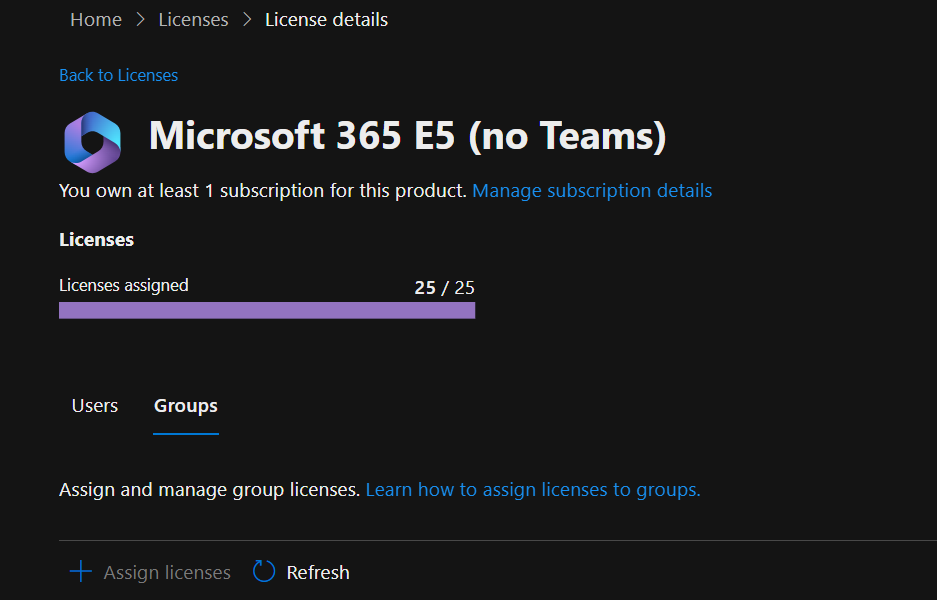 Home > Licenses > License details
Back to Licenses
Microsoft 365 E5 (no Teams)
You own at least 1 subscription for this product. Manage subscription details
Licenses
Licenses assigned 25 / 25
Users Groups
Assign and manage group licenses. Learn how to assign licenses to groups.
+ Assign licenses Refresh